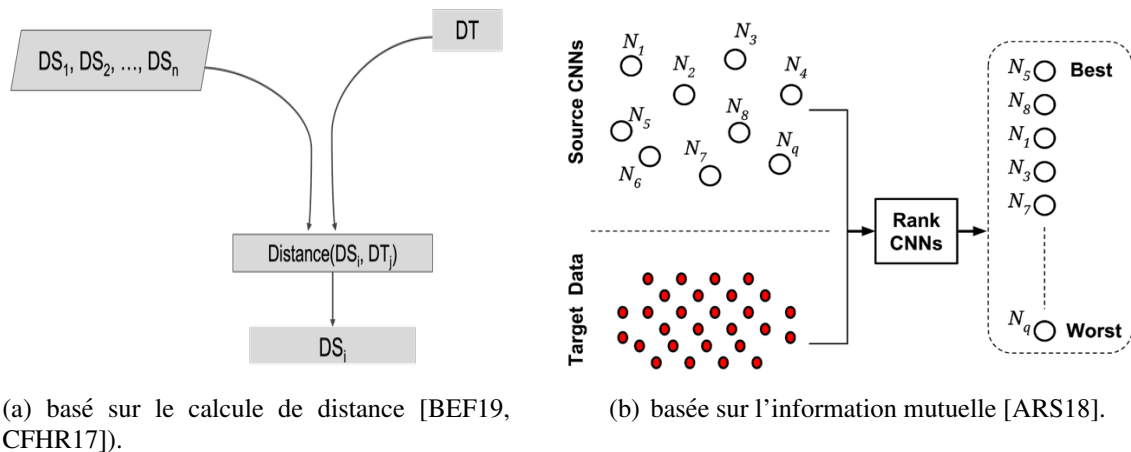 DS1, DS2, ..., DSn
DT
Distance(DSi, DTj)
DSi
(a) basé sur le calcule de distance [BEF19,
CFHR17]).
Source CNNs
N1
N2
N3
N4
N5
N6
N7
N8
Nq
Target Data
Rank
CNNs
N5 Best
N8
N1
N3
N7
Nq Worst
(b) basée sur l'information mutuelle [ARS18].